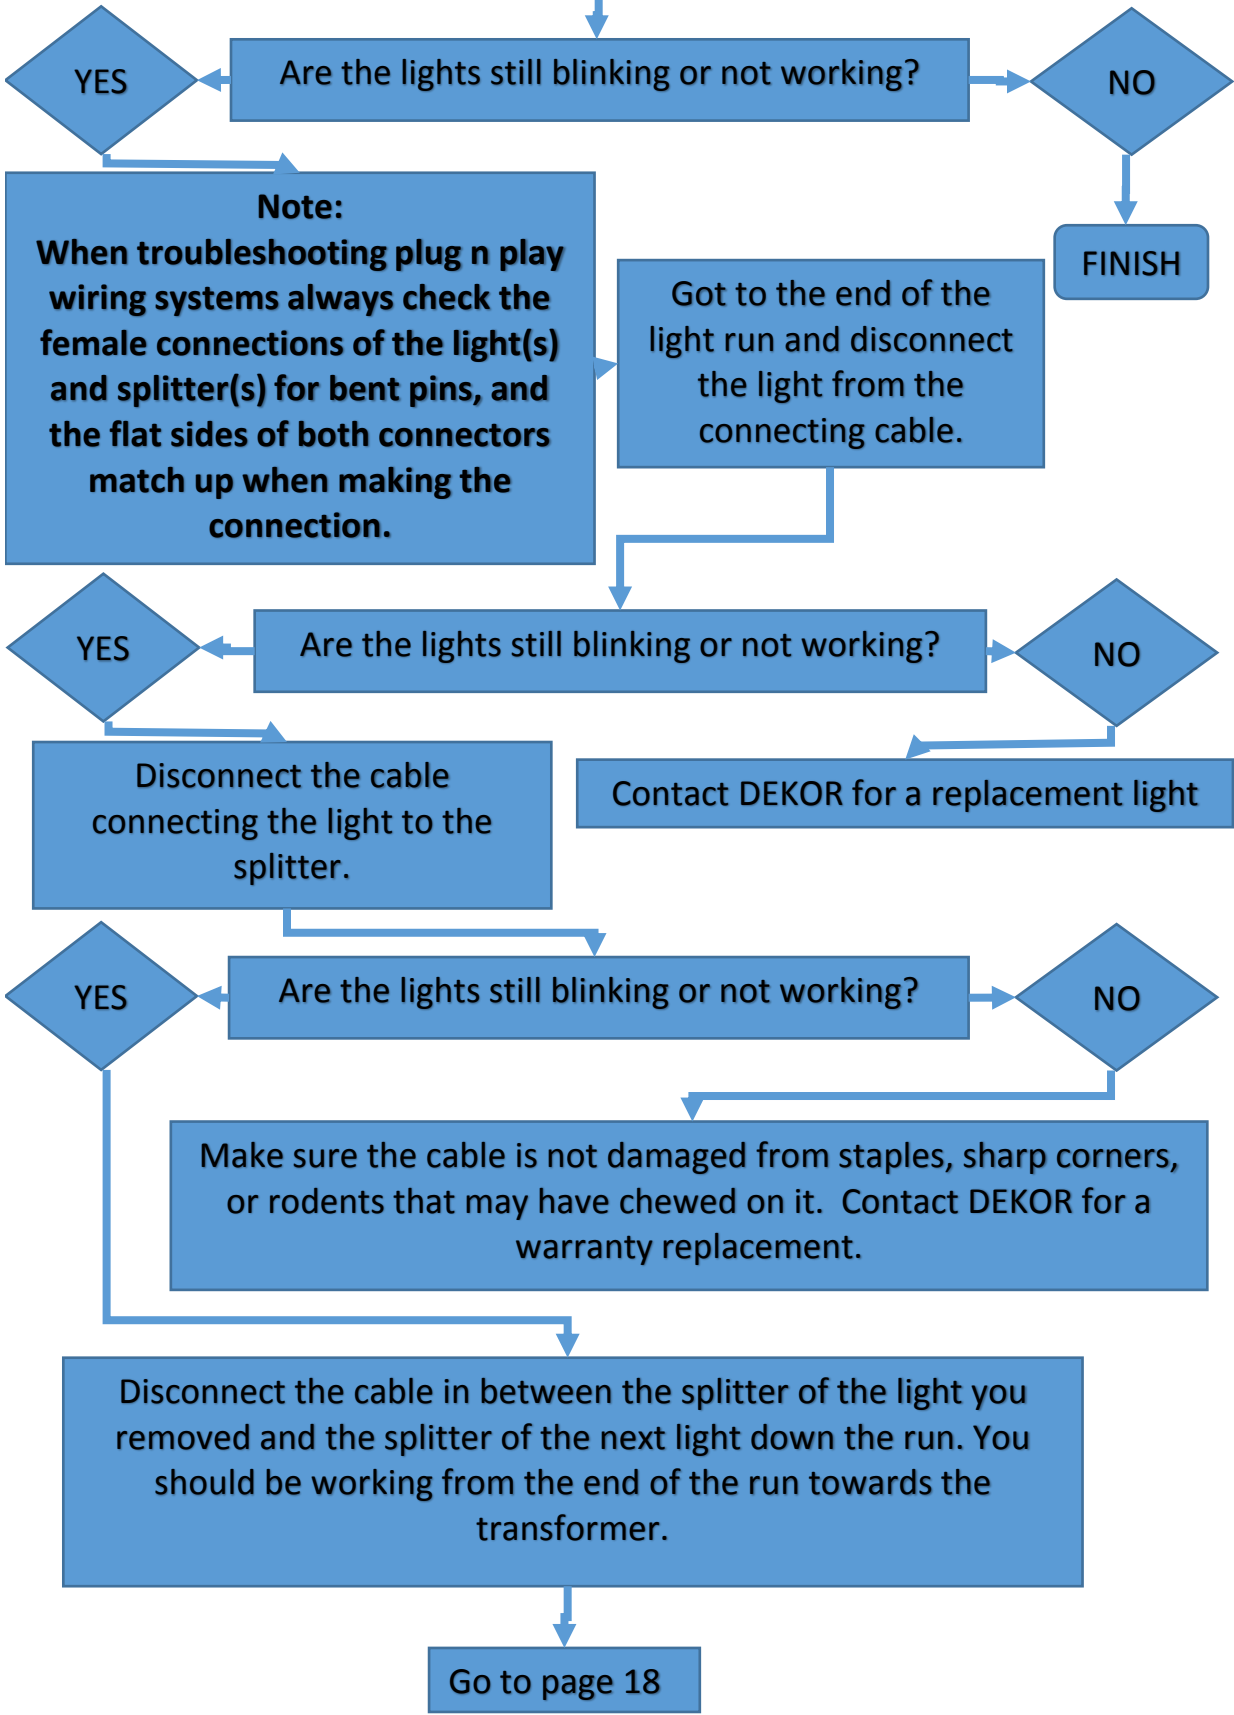 Are the lights still blinking or not working?
YES
NO
Note:
When troubleshooting plug n play
wiring systems always check the
female connections of the light(s)
and splitter(s) for bent pins, and
the flat sides of both connectors
match up when making the
connection.
FINISH
Got to the end of the
light run and disconnect
the light from the
connecting cable.
Are the lights still blinking or not working?
YES
NO
Disconnect the cable
connecting the light to the
splitter.
Contact DEKOR for a replacement light
Are the lights still blinking or not working?
YES
NO
Make sure the cable is not damaged from staples, sharp corners,
or rodents that may have chewed on it.  Contact DEKOR for a
warranty replacement.
Disconnect the cable in between the splitter of the light you
removed and the splitter of the next light down the run. You
should be working from the end of the run towards the
transformer.
Go to page 18